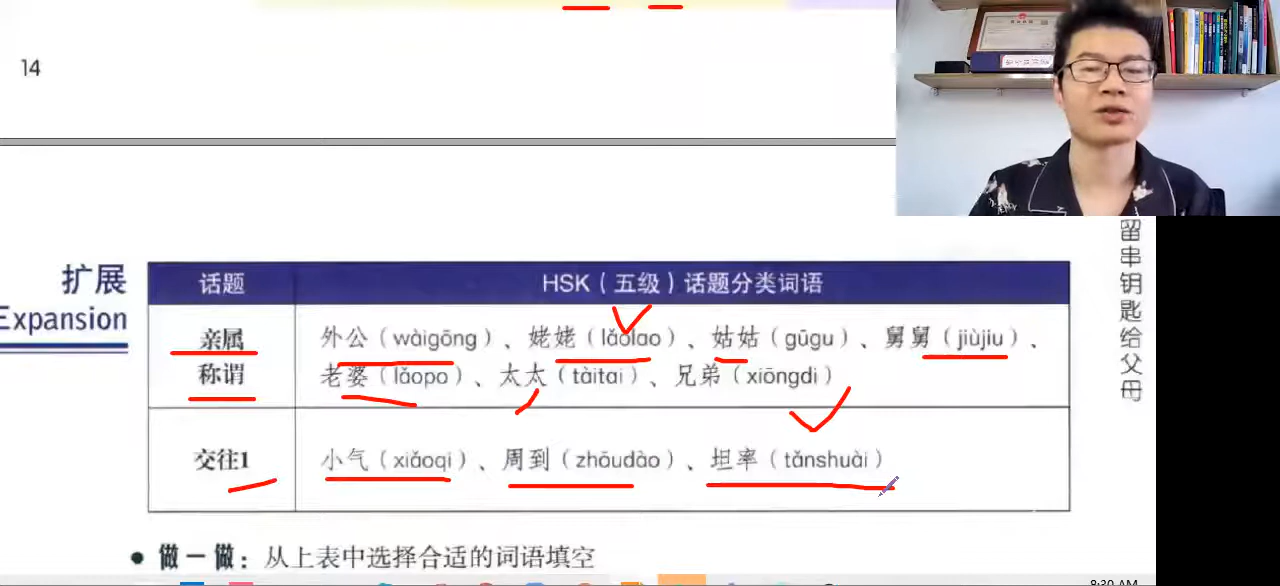 14
扩展
Expansion
话题 HSK（五级）话题分类词语
亲属 外公（wàigōng）、姥姥（lǎolao）、姑姑（gūgu）、舅舅（jiùjiu）、
称谓 老婆（lǎopo）、太太（tàitai）、兄弟（xiōngdi）
交往1 小气（xiǎoqi）、周到（zhōudào）、坦率（tǎnshuài）
● 做一做：从上表中选择合适的词语填空
留串钥匙给父母
8:30 AM